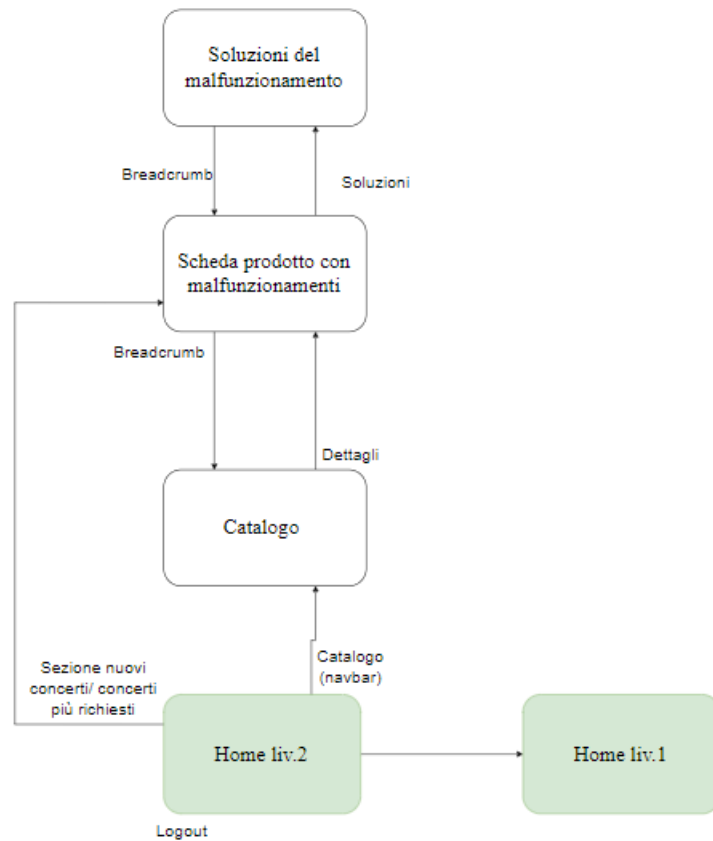 Soluzioni del
malfunzionamento
Breadcrumb
Soluzioni
Scheda prodotto con
malfunzionamenti
Breadcrumb
Dettagli
Catalogo
Catalogo
(navbar)
Sezione nuovi
concerti/ concerti
più richiesti
Home liv.2
Home liv.1
Logout